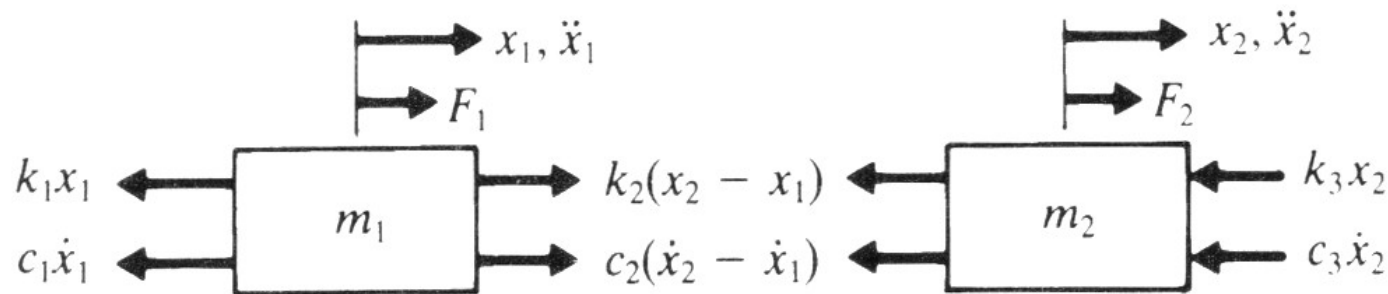 x₁, ẍ₁ x₂, ẍ₂
F₁ F₂
k₁x₁ k₂(x₂ − x₁) k₃x₂
m₁ m₂
c₁ẋ₁ c₂(ẋ₂ − ẋ₁) c₃ẋ₂